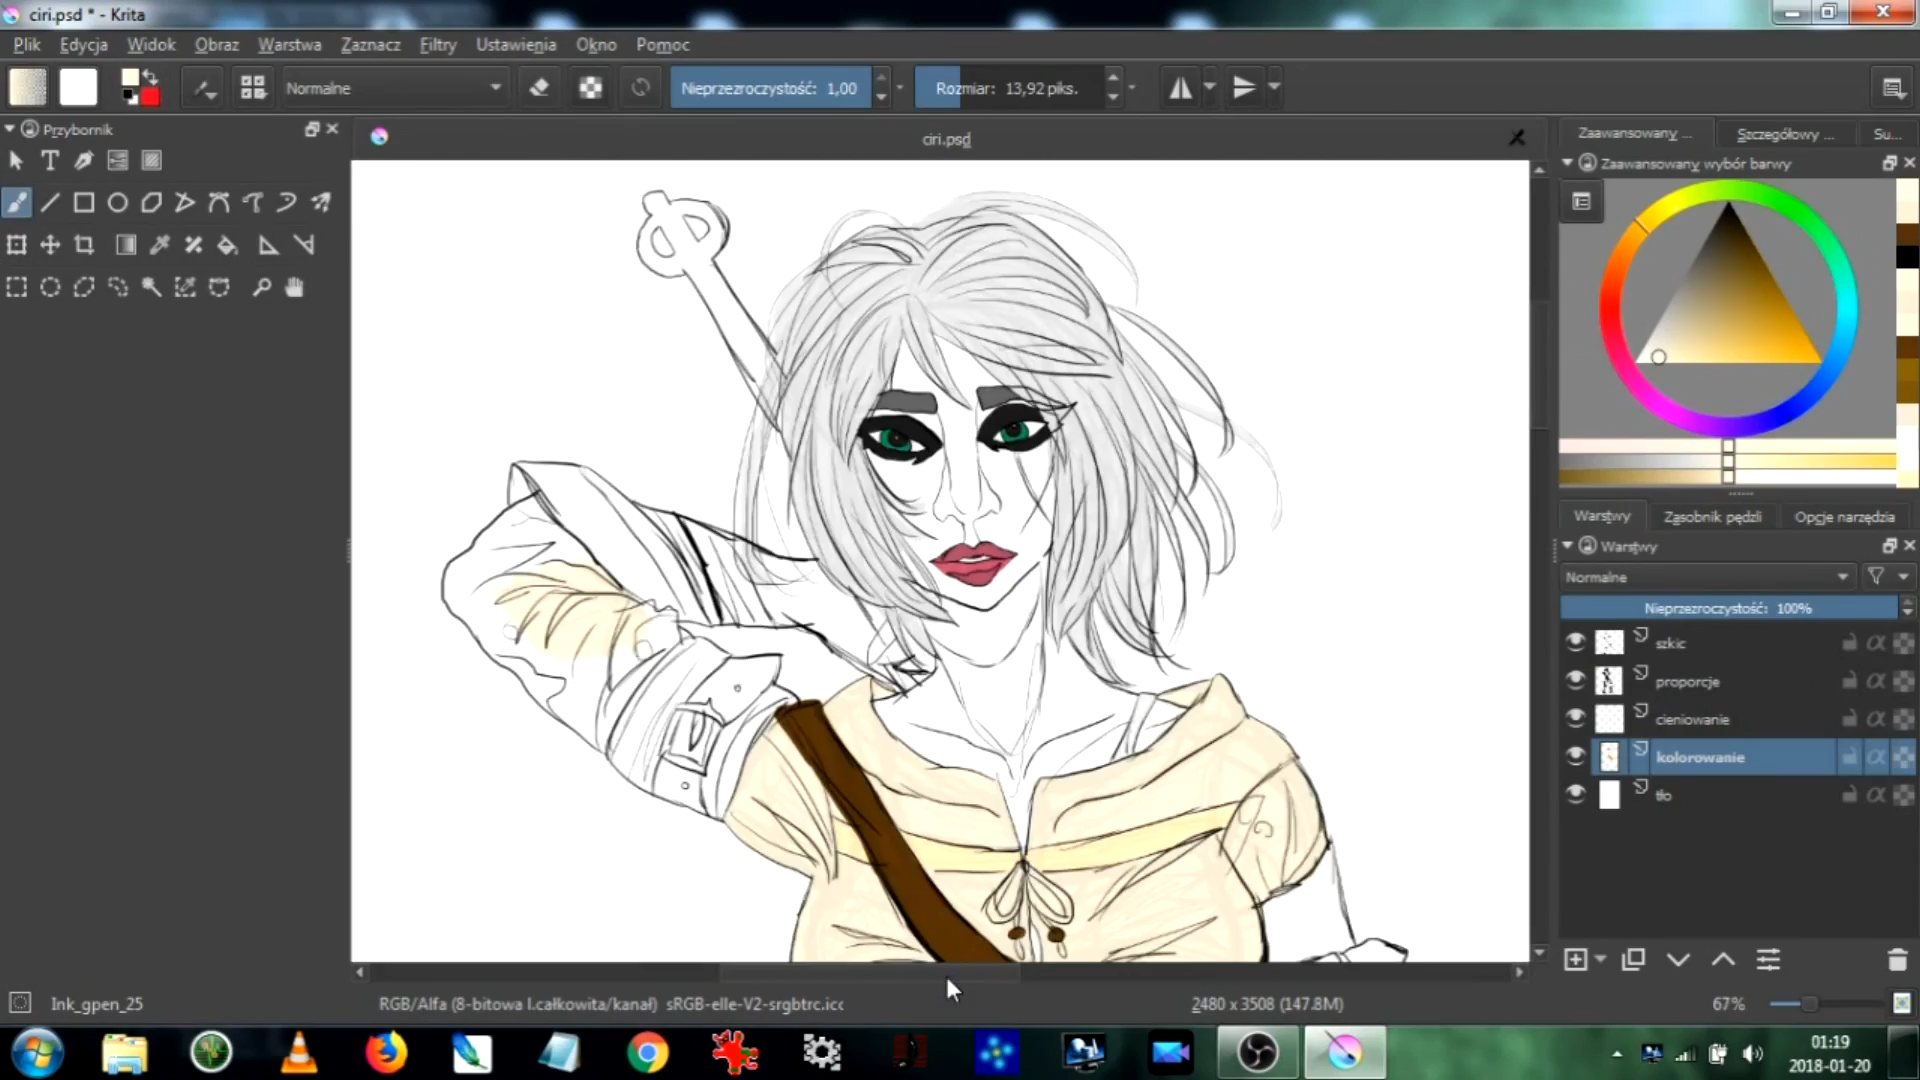 ciri.psd * - Krita
Plik Edycja Widok Obraz Warstwa Zaznacz Filtry Ustawienia Okno Pomoc
Normalne Nieprzezroczystość: 1,00 Rozmiar: 13,92 piks.
Przybornik
ciri.psd
Zaawansowany ... Szczegółowy ... Su...
Zaawansowany wybór barwy
Warstwy Zasobnik pędzli Opcje narzędzia
Warstwy
Normalne
Nieprzezroczystość: 100%
szkic
proporcje
cieniowanie
kolorowanie
tło
Ink_gpen_25 RGB/Alfa (8-bitowa l.całkowita/kanał) sRGB-elle-V2-srgbtrc.icc 2480 x 3508 (147.8M) 67%
01:19
2018-01-20